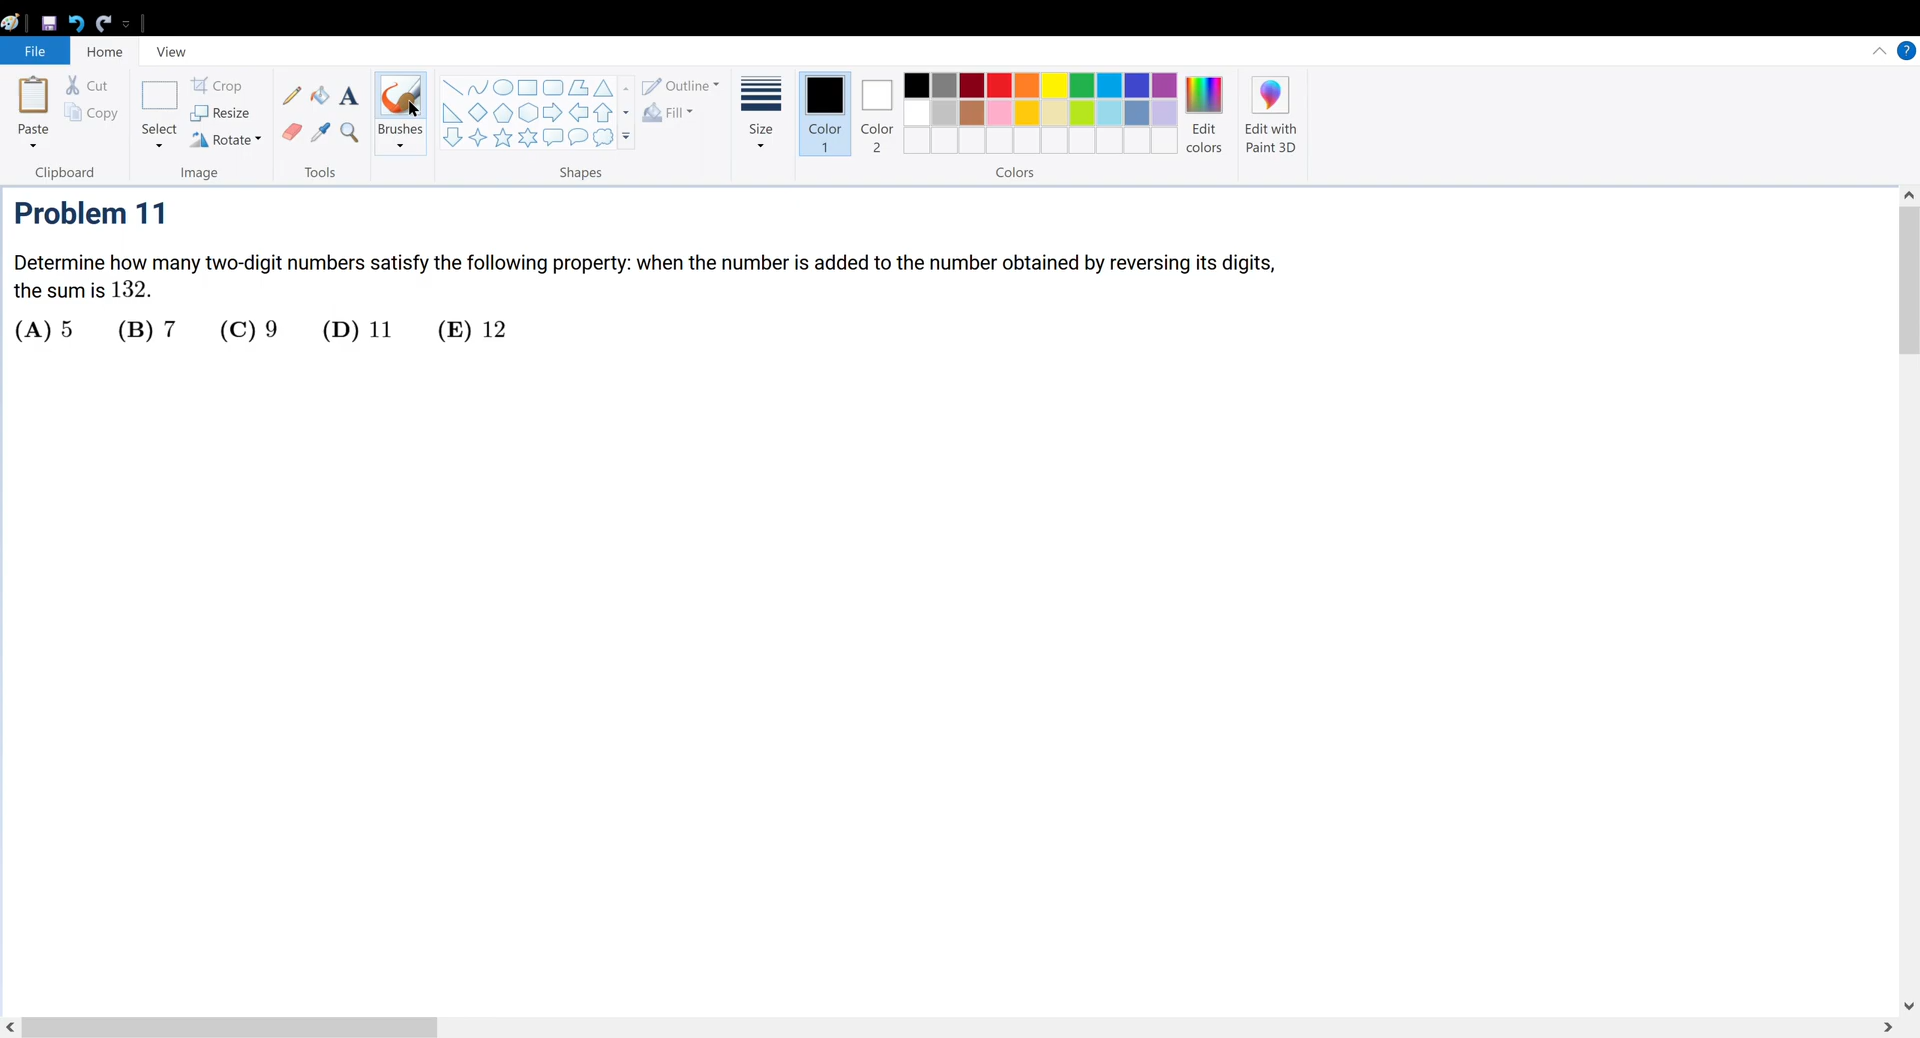 File Home View
?
Paste
Cut
Copy
Clipboard
Select
Crop
Resize
Rotate
Image
A
Tools
Brushes
Shapes
Outline
Fill
Size
Color
1
Color
2
Edit
colors
Colors
Edit with
Paint 3D
Problem 11
Determine how many two-digit numbers satisfy the following property: when the number is added to the number obtained by reversing its digits,
the sum is 132.
(A) 5 (B) 7 (C) 9 (D) 11 (E) 12